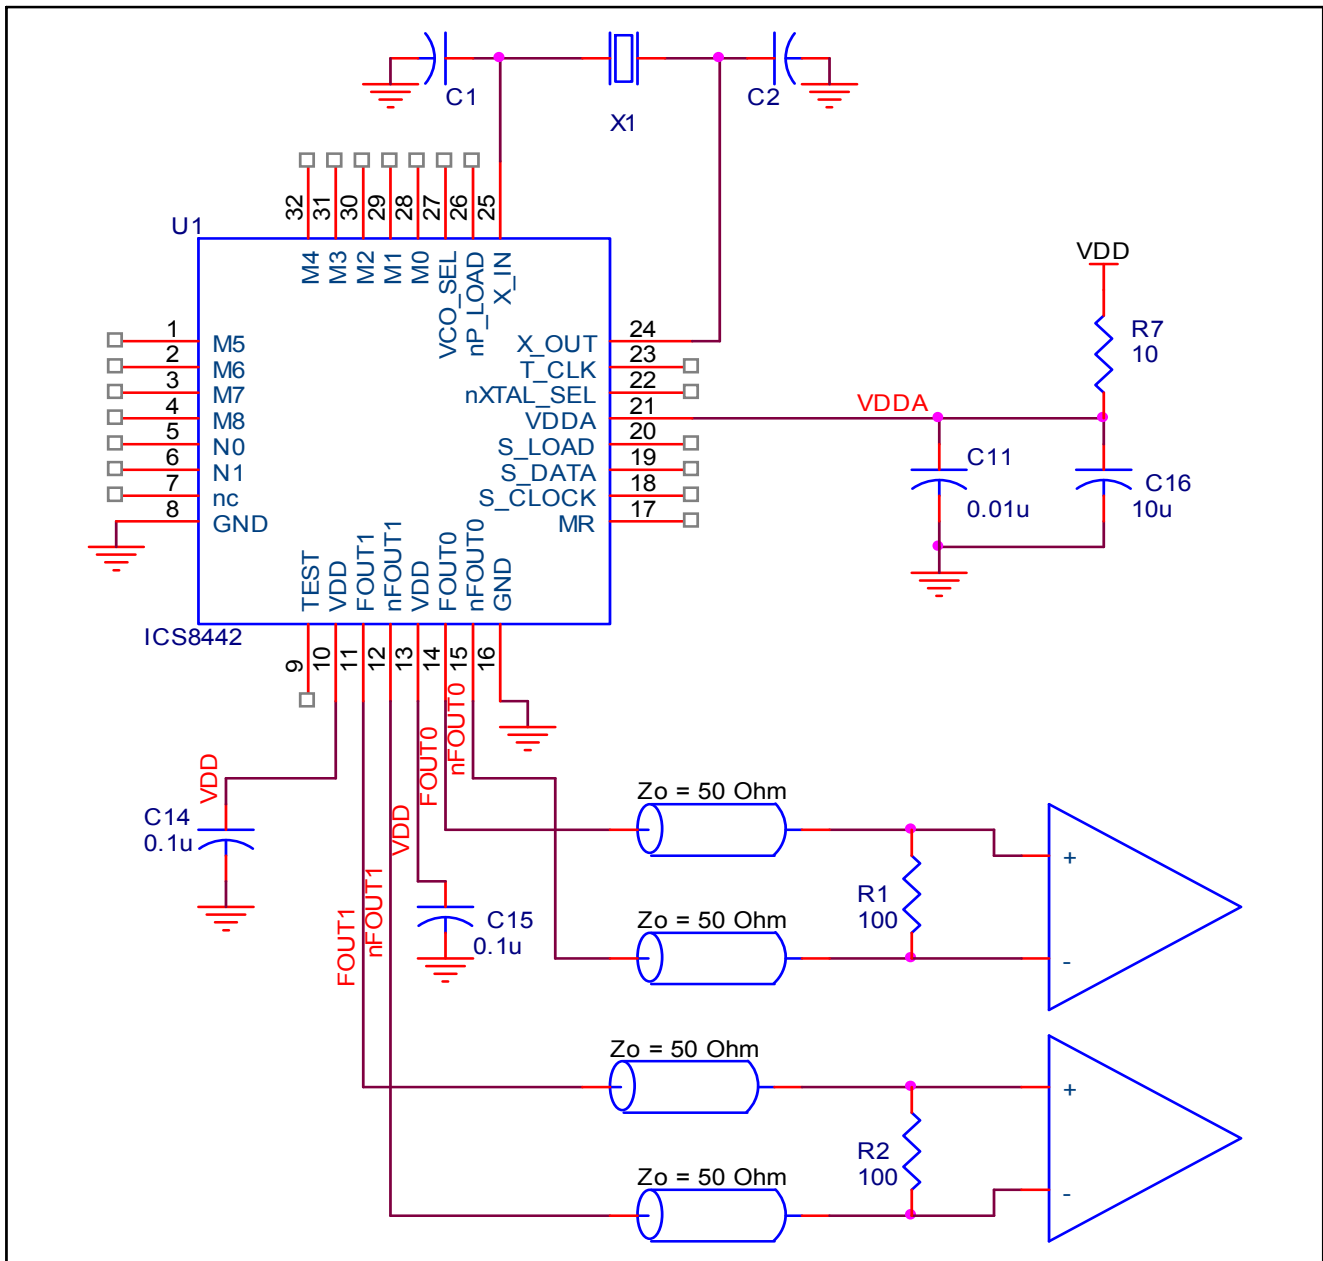 C1
X1
C2
32
31
30
29
28
27
26
25
U1
M4
M3
M2
M1
M0
VCO_SEL
nP_LOAD
X_IN
VDD
R7
10
1
2
3
4
5
6
7
8
M5
M6
M7
M8
N0
N1
nc
GND
X_OUT
T_CLK
nXTAL_SEL
VDDA
S_LOAD
S_DATA
S_CLOCK
MR
24
23
22
21
20
19
18
17
VDDA
C11
0.01u
C16
10u
TEST
VDD
FOUT1
nFOUT1
VDD
FOUT0
nFOUT0
GND
ICS8442
9
10
11
12
13
14
15
16
VDD
C14
0.1u
FOUT1
nFOUT1
VDD
FOUT0
nFOUT0
C15
0.1u
Zo = 50 Ohm
+
R1
100
Zo = 50 Ohm
-
Zo = 50 Ohm
+
R2
100
Zo = 50 Ohm
-